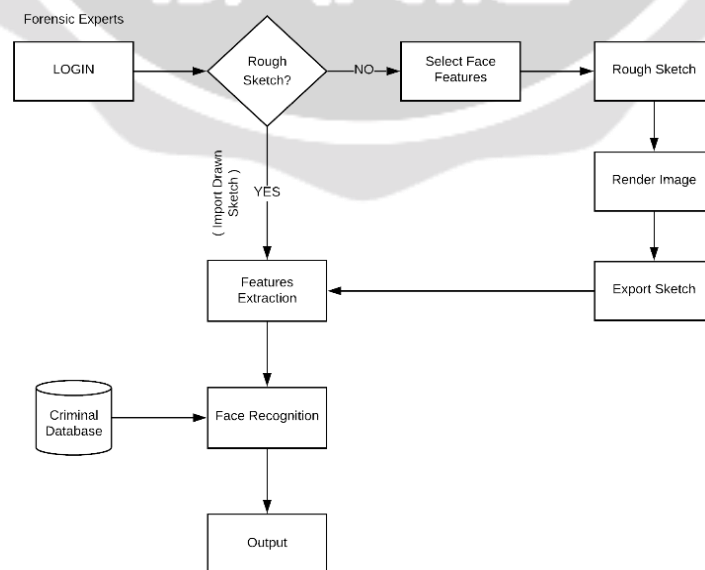 Forensic Experts
LOGIN
Rough
Sketch?
NO
Select Face
Features
Rough Sketch
Render Image
Export Sketch
( Import Drawn
Sketch )
YES
Features
Extraction
Criminal
Database
Face Recognition
Output